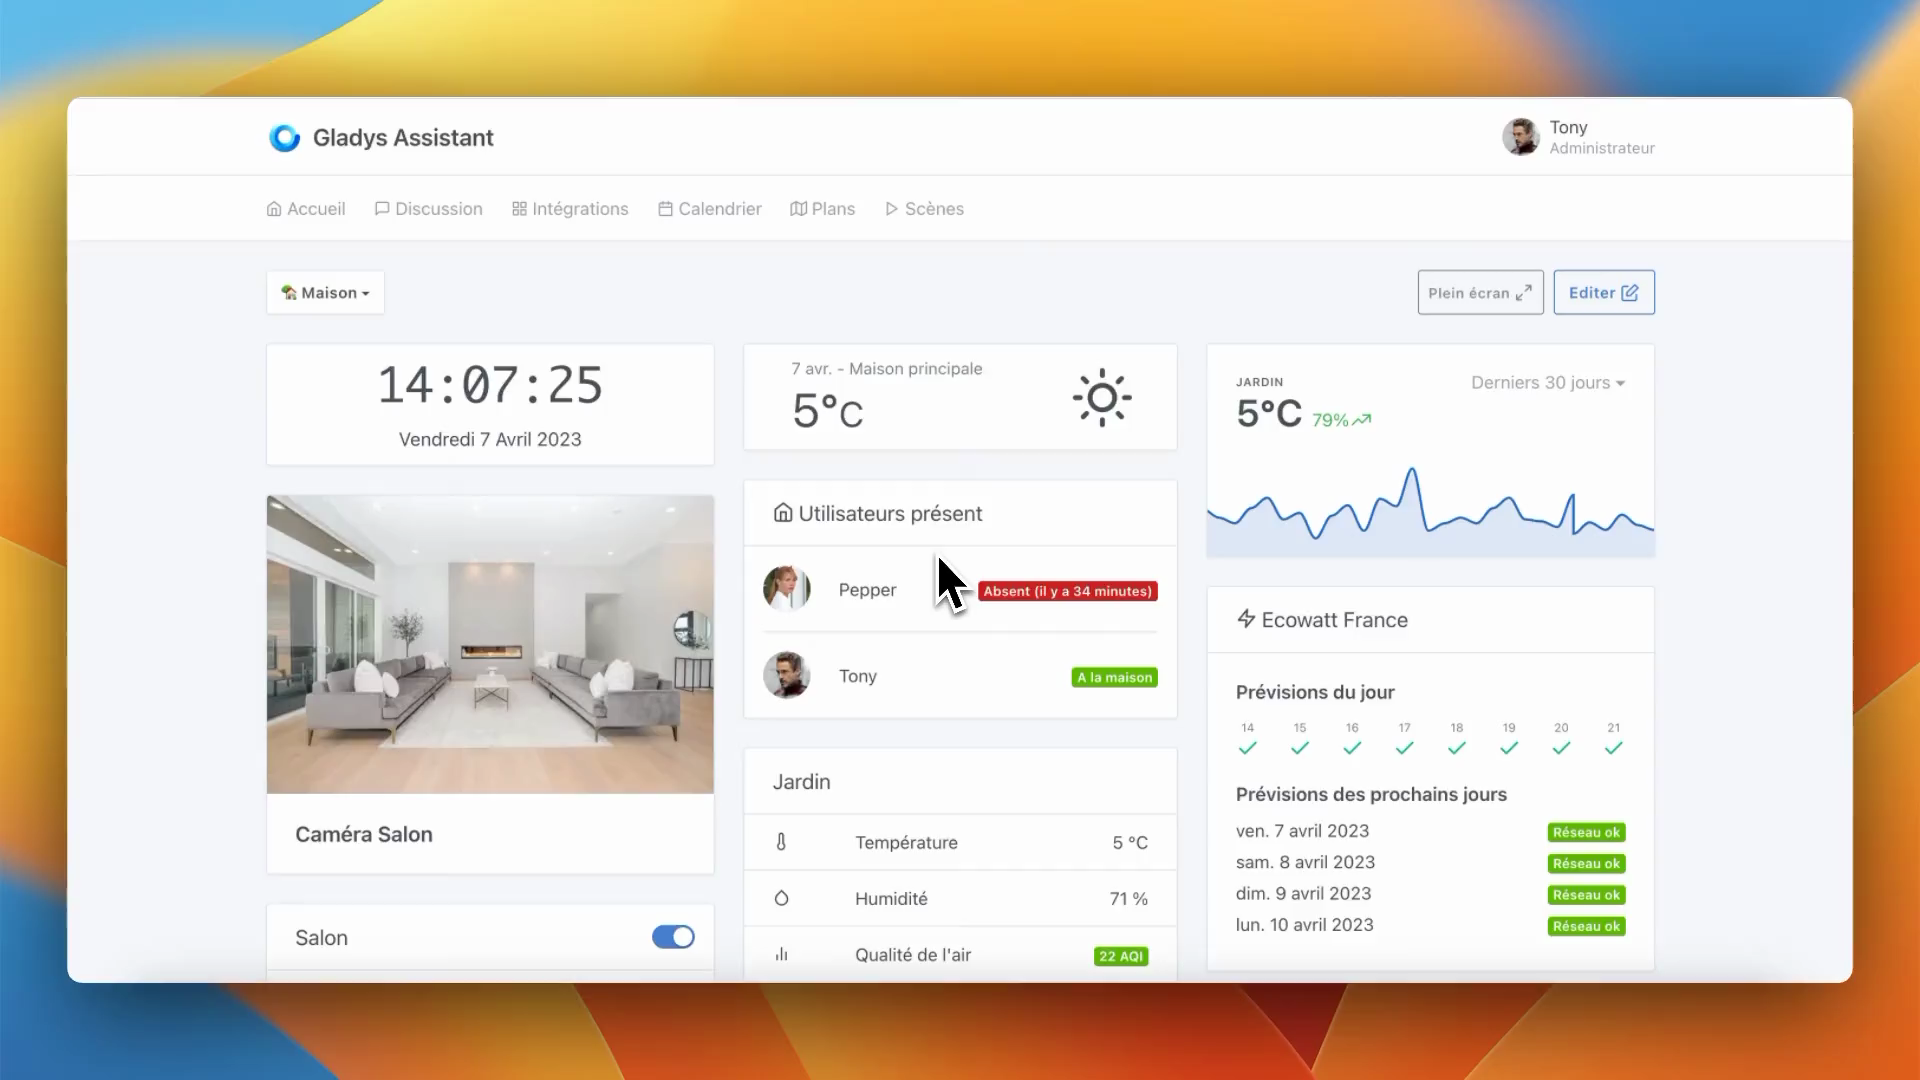 Gladys Assistant
Tony
Administrateur
Accueil
Discussion
Intégrations
Calendrier
Plans
Scènes
Maison
Plein écran
Editer
14:07:25
Vendredi 7 Avril 2023
Caméra Salon
Salon
7 avr. - Maison principale
5°C
Utilisateurs présent
Pepper
Absent (il y a 34 minutes)
Tony
A la maison
Jardin
Température 5 °C
Humidité 71 %
Qualité de l'air 22 AQI
JARDIN
Derniers 30 jours
5°C 79%
Ecowatt France
Prévisions du jour
14 15 16 17 18 19 20 21
Prévisions des prochains jours
ven. 7 avril 2023 Réseau ok
sam. 8 avril 2023 Réseau ok
dim. 9 avril 2023 Réseau ok
lun. 10 avril 2023 Réseau ok